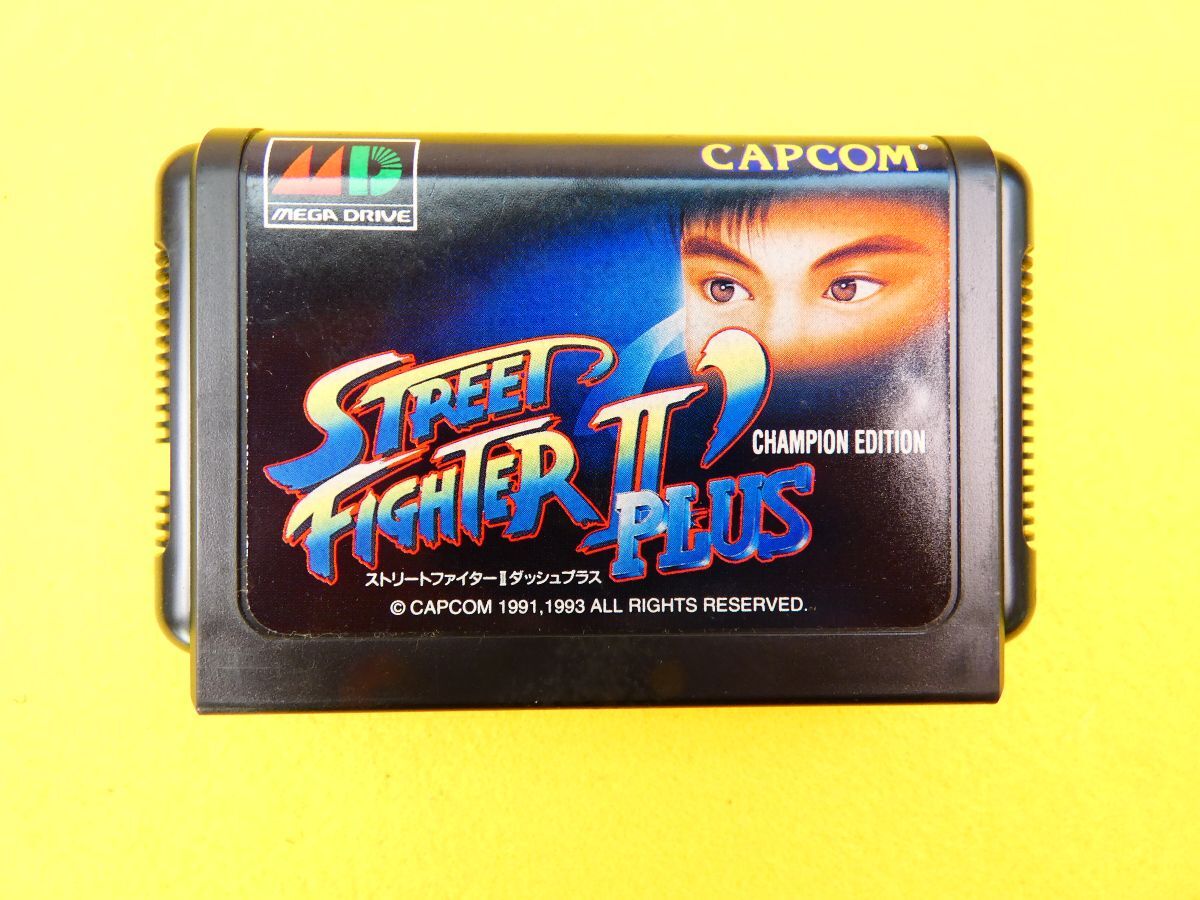 MD
MEGA DRIVE
CAPCOM
STREET
FIGHTER II'
CHAMPION EDITION
PLUS
ストリートファイターⅡダッシュプラス
© CAPCOM 1991,1993 ALL RIGHTS RESERVED.